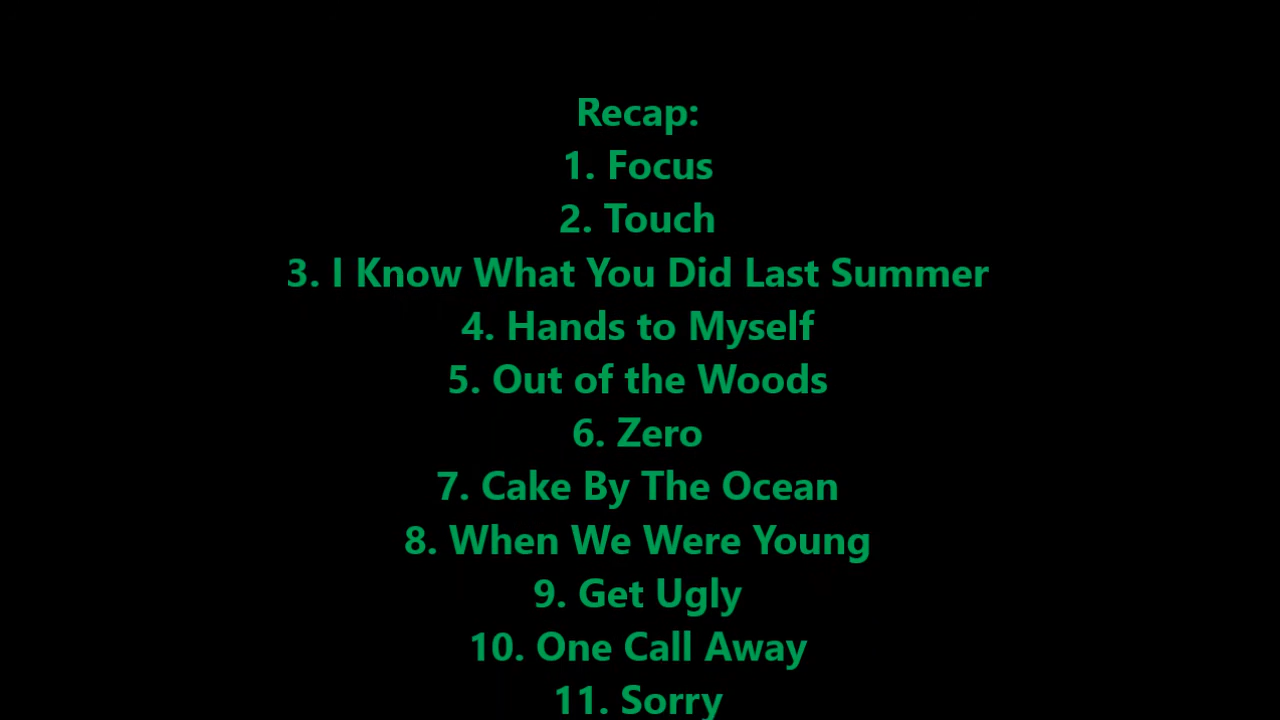 Recap:
1. Focus
2. Touch
3. I Know What You Did Last Summer
4. Hands to Myself
5. Out of the Woods
6. Zero
7. Cake By The Ocean
8. When We Were Young
9. Get Ugly
10. One Call Away
11. Sorry